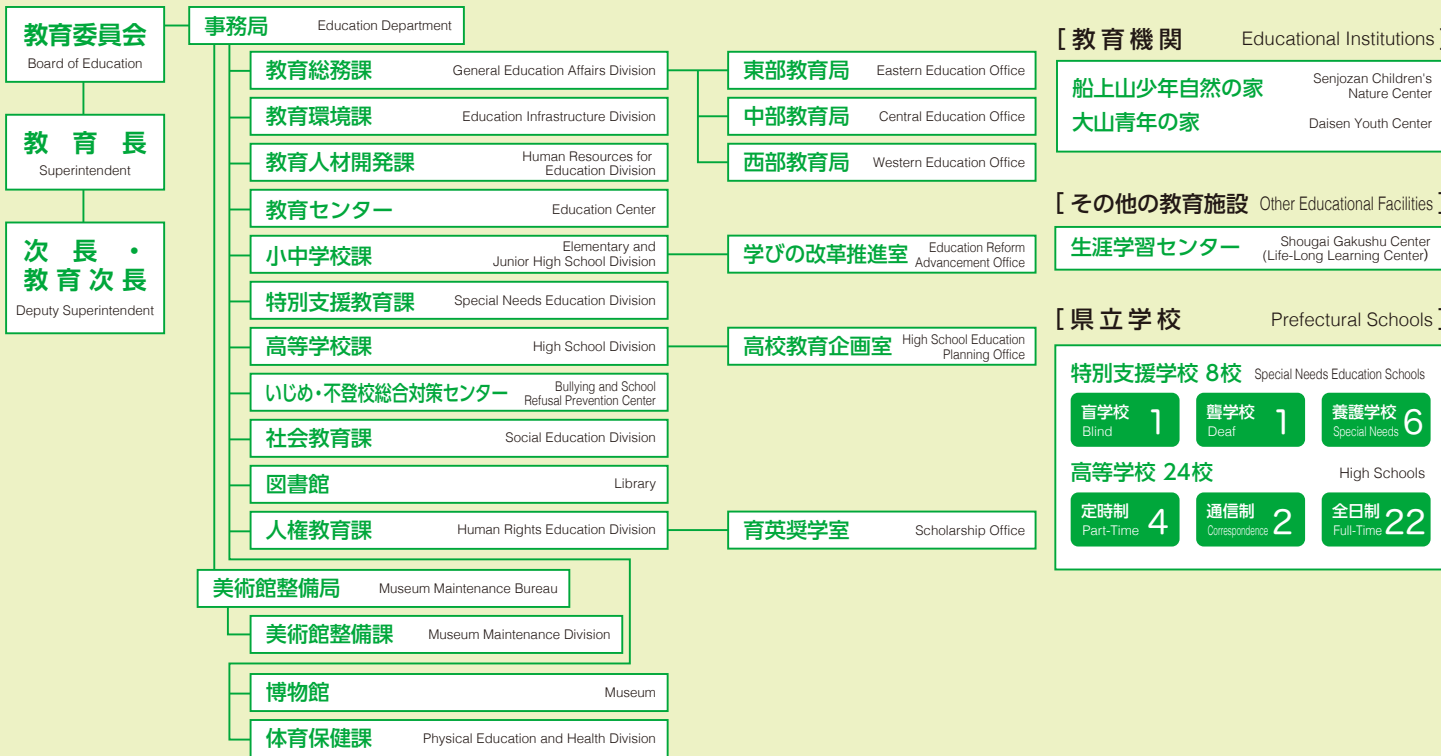 教育委員会
Board of Education
教育長
Superintendent
次長・
教育次長
Deputy Superintendent
事務局 Education Department
教育総務課 General Education Affairs Division
教育環境課 Education Infrastructure Division
教育人材開発課 Human Resources for
Education Division
教育センター Education Center
小中学校課 Elementary and
Junior High School Division
特別支援教育課 Special Needs Education Division
高等学校課 High School Division
いじめ・不登校総合対策センター Bullying and School
Refusal Prevention Center
社会教育課 Social Education Division
図書館 Library
人権教育課 Human Rights Education Division
美術館整備局 Museum Maintenance Bureau
美術館整備課 Museum Maintenance Division
博物館 Museum
体育保健課 Physical Education and Health Division
東部教育局 Eastern Education Office
中部教育局 Central Education Office
西部教育局 Western Education Office
学びの改革推進室 Education Reform
Advancement Office
高校教育企画室 High School Education
Planning Office
育英奨学室 Scholarship Office
[教育機関 Educational Institutions]
船上山少年自然の家 Senjozan Children's
Nature Center
大山青年の家 Daisen Youth Center
[その他の教育施設 Other Educational Facilities]
生涯学習センター Shougai Gakushu Center
(Life-Long Learning Center)
[県立学校 Prefectural Schools]
特別支援学校 8校 Special Needs Education Schools
盲学校 Blind 1
聾学校 Deaf 1
養護学校 Special Needs 6
高等学校 24校 High Schools
定時制 Part-Time 4
通信制 Correspondence 2
全日制 Full-Time 22